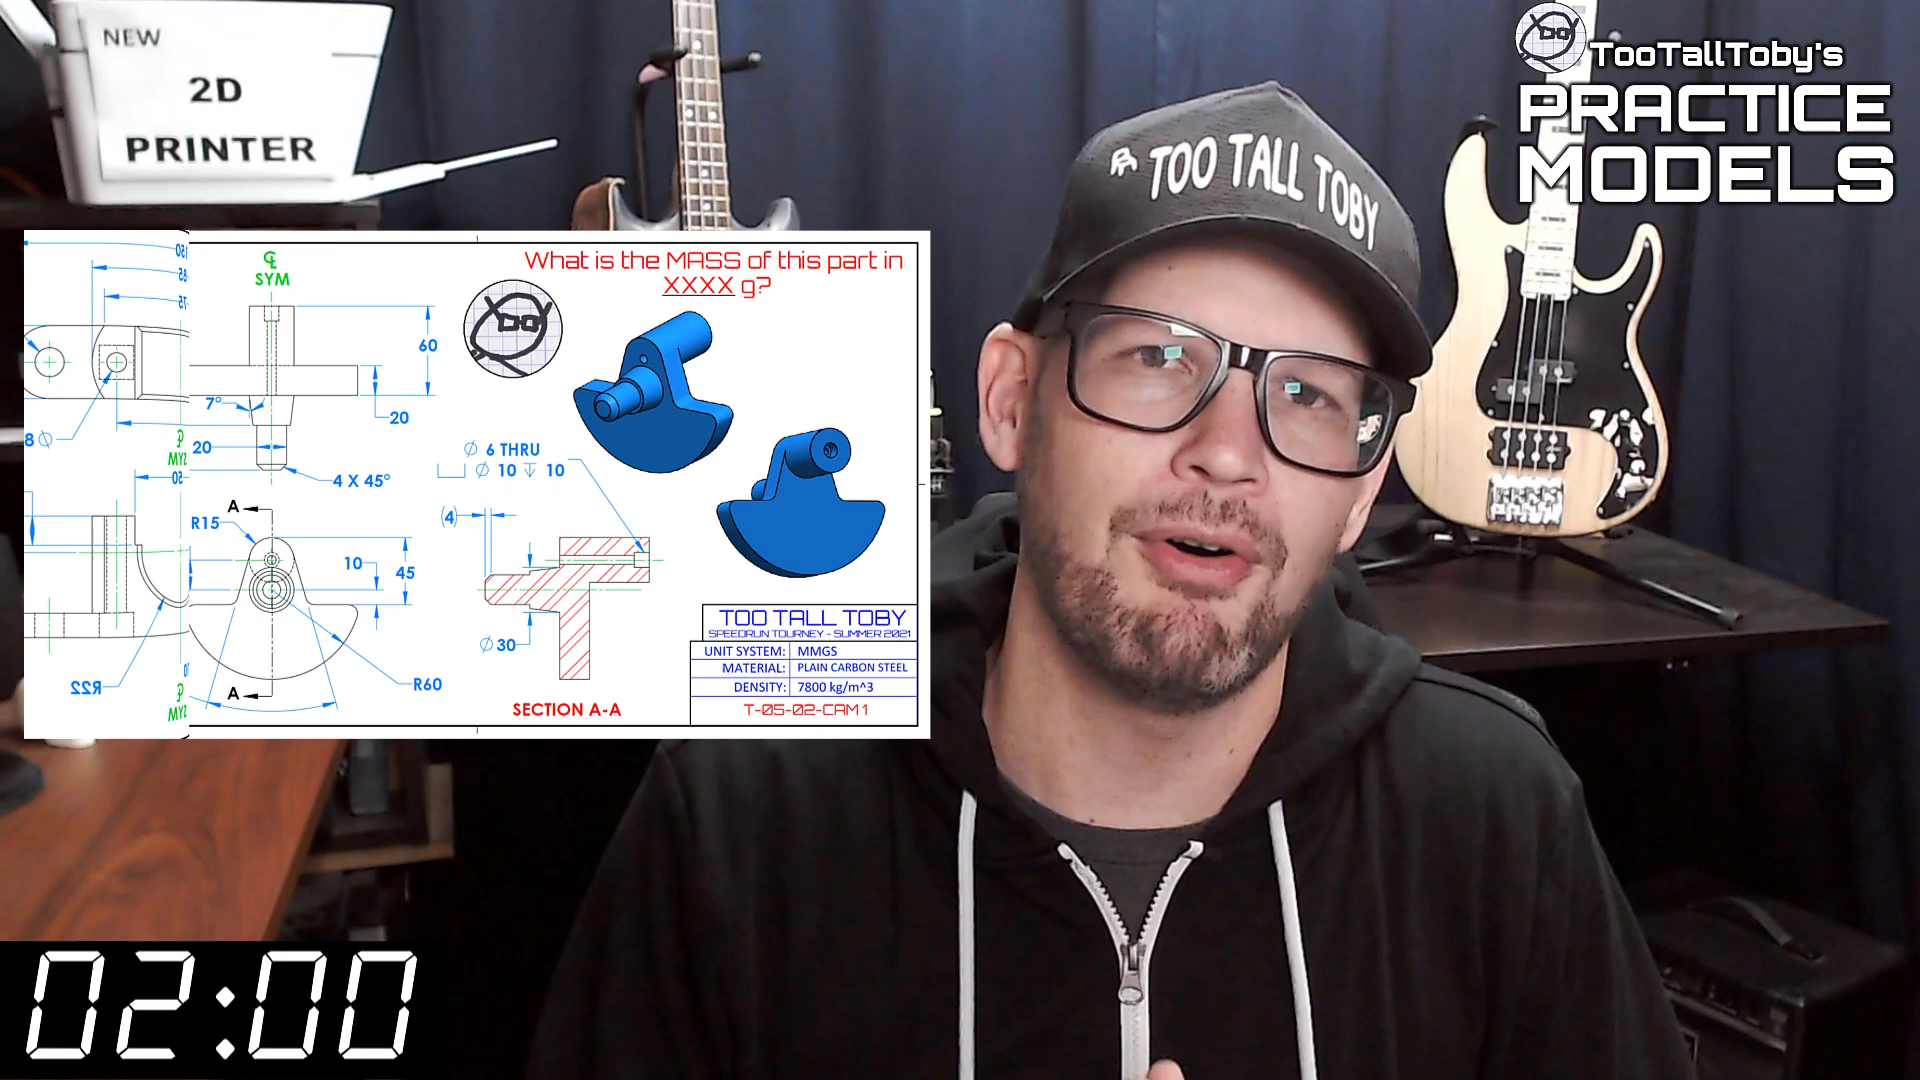 NEW
2D
PRINTER
TooTallToby's
PRACTICE
MODELS
TOO TALL TOBY
What is the MASS of this part in
XXXX g?
℄
SYM
60
20
7°
20
4 X 45°
8∅
∅ 6 THRU
⌴ ∅ 10 ↧ 10
(4)
A
R15
10
45
∅ 30
R22
R60
A
SECTION A-A
TOO TALL TOBY
SPEEDRUN TOURNEY - SUMMER 2021
UNIT SYSTEM: MMGS
MATERIAL: PLAIN CARBON STEEL
DENSITY: 7800 kg/m^3
T-05-02-CAM 1
02:00